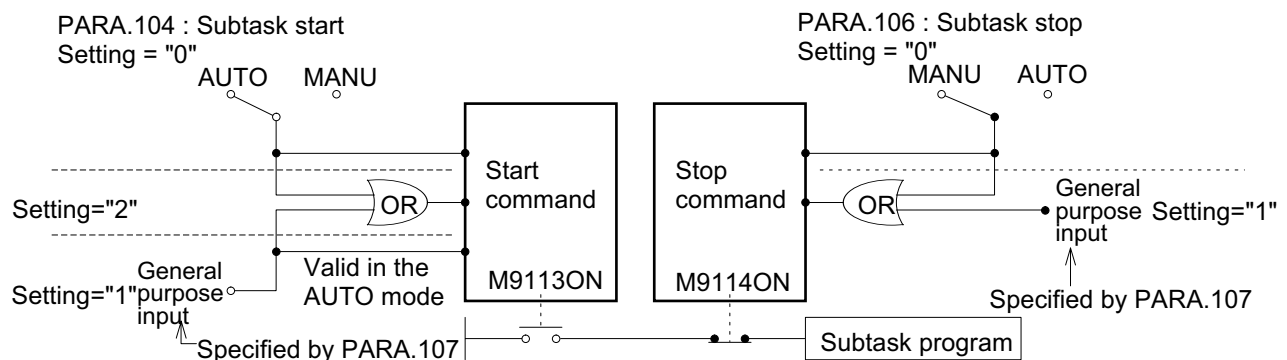 PARA.104 : Subtask start
Setting = "0"
AUTO MANU
PARA.106 : Subtask stop
Setting = "0"
MANU AUTO
Start
command
Stop
command
OR
OR
Setting="2"
General
purpose
input
Setting="1"
Valid in the
AUTO mode
M9113ON
M9114ON
Setting="1"
General
purpose
input
Specified by PARA.107
Specified by PARA.107
Subtask program